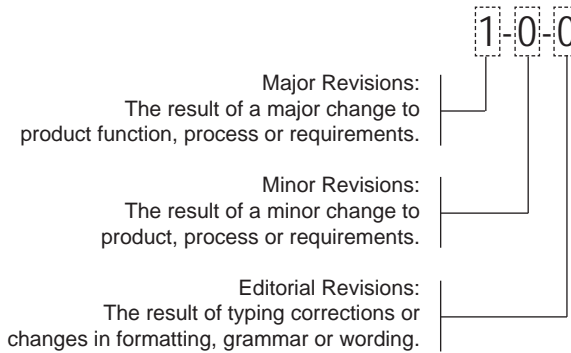 1-0-0
Major Revisions:
The result of a major change to
product function, process or requirements.
Minor Revisions:
The result of a minor change to
product, process or requirements.
Editorial Revisions:
The result of typing corrections or
changes in formatting, grammar or wording.